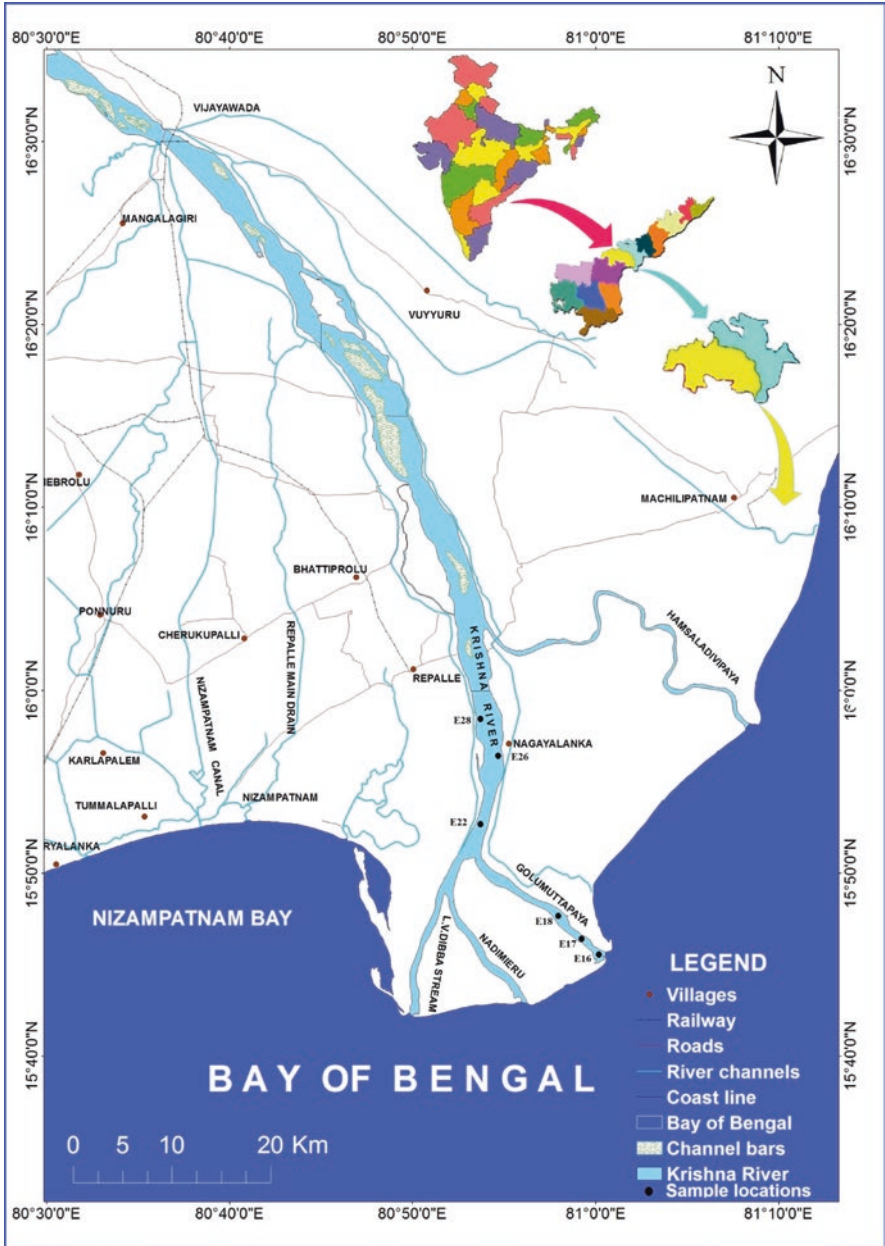 80°30'0"E 80°40'0"E 80°50'0"E 81°0'0"E 81°10'0"E
N
VIJAYAWADA
16°30'0"N
16°30'0"N
MANGALAGIRI
VUYYURU
16°20'0"N
16°20'0"N
IEBROLU
MACHILIPATNAM
16°10'0"N
16°10'0"N
BHATTIPROLU
PONNURU
CHERUKUPALLI
REPALLE MAIN DRAIN
HAMSALADIVIPAYA
KRISHNA RIVER
REPALLE
16°0'0"N
16°0'0"N
NIZAMPATNAM CANAL
E28
NAGAYALANKA
E26
KARLAPALEM
TUMMALAPALLI
NIZAMPATNAM
E22
RYALANKA
15°50'0"N
15°50'0"N
GOLUMUTTAPAYA
NIZAMPATNAM BAY
E18
E17
E16
L.V.DIBBA STREAM
NADIMIERU
LEGEND
Villages
Railway
Roads
River channels
Coast line
Bay of Bengal
Channel bars
Krishna River
Sample locations
15°40'0"N
15°40'0"N
BAY OF BENGAL
0 5 10 20 Km
80°30'0"E 80°40'0"E 80°50'0"E 81°0'0"E 81°10'0"E